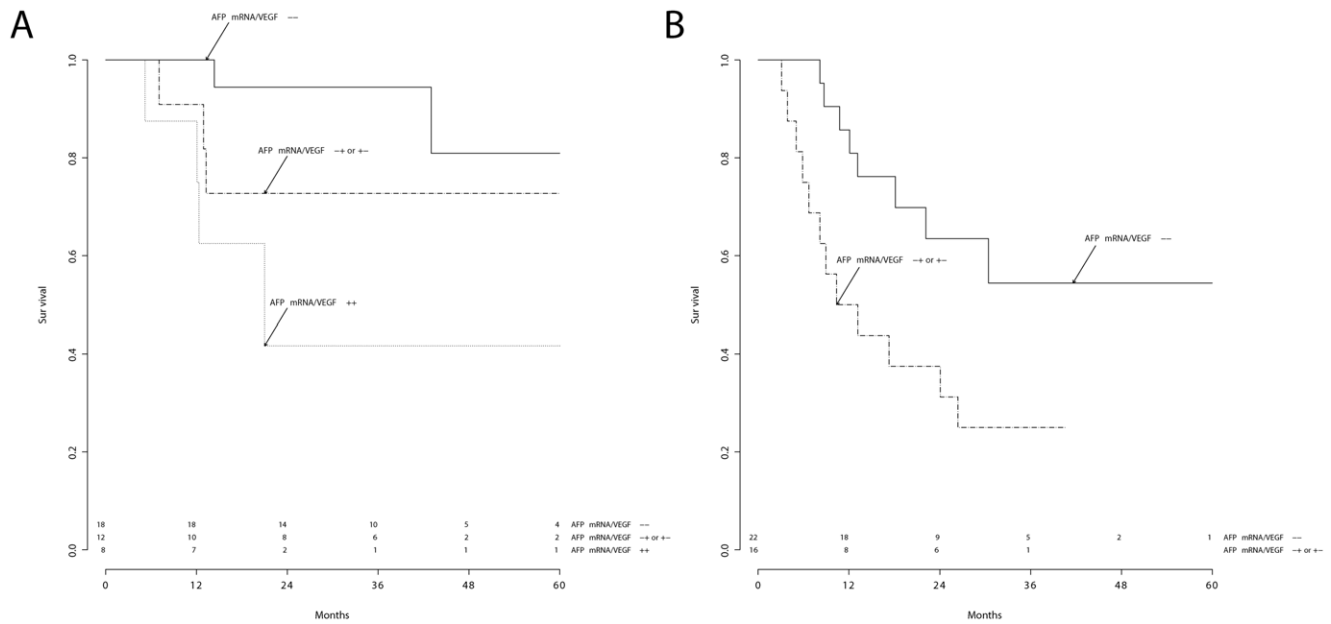 A
AFP mRNA/VEGF −−
1.0
0.8
0.6
0.4
0.2
0.0
Sur vival
AFP mRNA/VEGF −+ or +−
AFP mRNA/VEGF ++
18 18 14 10 5 4 AFP mRNA/VEGF −−
12 10 8 6 2 2 AFP mRNA/VEGF −+ or +−
8 7 2 1 1 1 AFP mRNA/VEGF ++
0 12 24 36 48 60
Months
B
1.0
0.8
0.6
0.4
0.2
0.0
Sur vival
AFP mRNA/VEGF −−
AFP mRNA/VEGF −+ or +−
22 18 9 5 2 1 AFP mRNA/VEGF −−
16 8 6 1 AFP mRNA/VEGF −+ or +−
0 12 24 36 48 60
Months